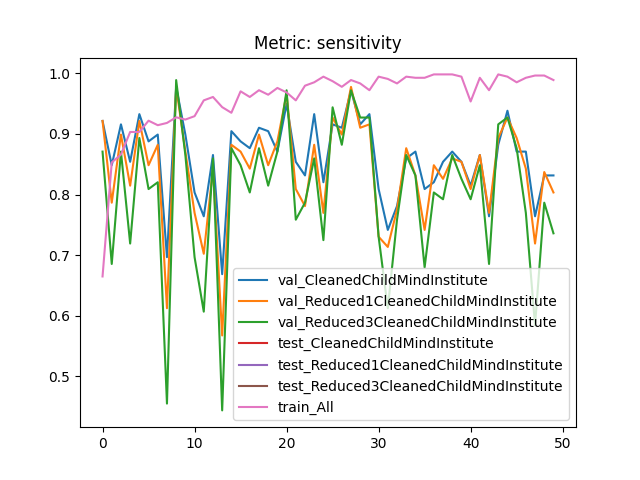 Metric: sensitivity
1.0
0.9
0.8
0.7
0.6
0.5
val_CleanedChildMindInstitute
val_Reduced1CleanedChildMindInstitute
val_Reduced3CleanedChildMindInstitute
test_CleanedChildMindInstitute
test_Reduced1CleanedChildMindInstitute
test_Reduced3CleanedChildMindInstitute
train_All
0 10 20 30 40 50